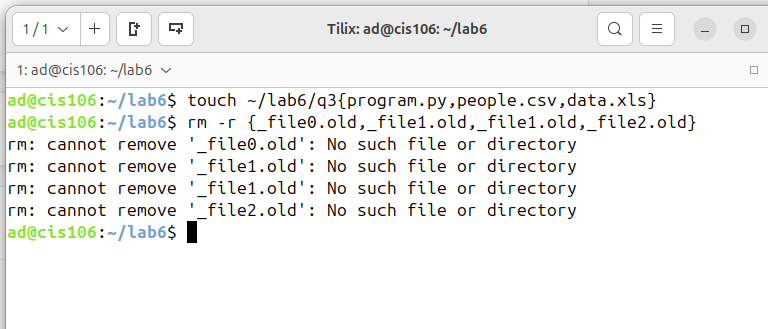 1 / 1
Tilix: ad@cis106: ~/lab6
1: ad@cis106: ~/lab6
ad@cis106:~/lab6$ touch ~/lab6/q3{program.py,people.csv,data.xls}
ad@cis106:~/lab6$ rm -r {_file0.old,_file1.old,_file1.old,_file2.old}
rm: cannot remove '_file0.old': No such file or directory
rm: cannot remove '_file1.old': No such file or directory
rm: cannot remove '_file1.old': No such file or directory
rm: cannot remove '_file2.old': No such file or directory
ad@cis106:~/lab6$